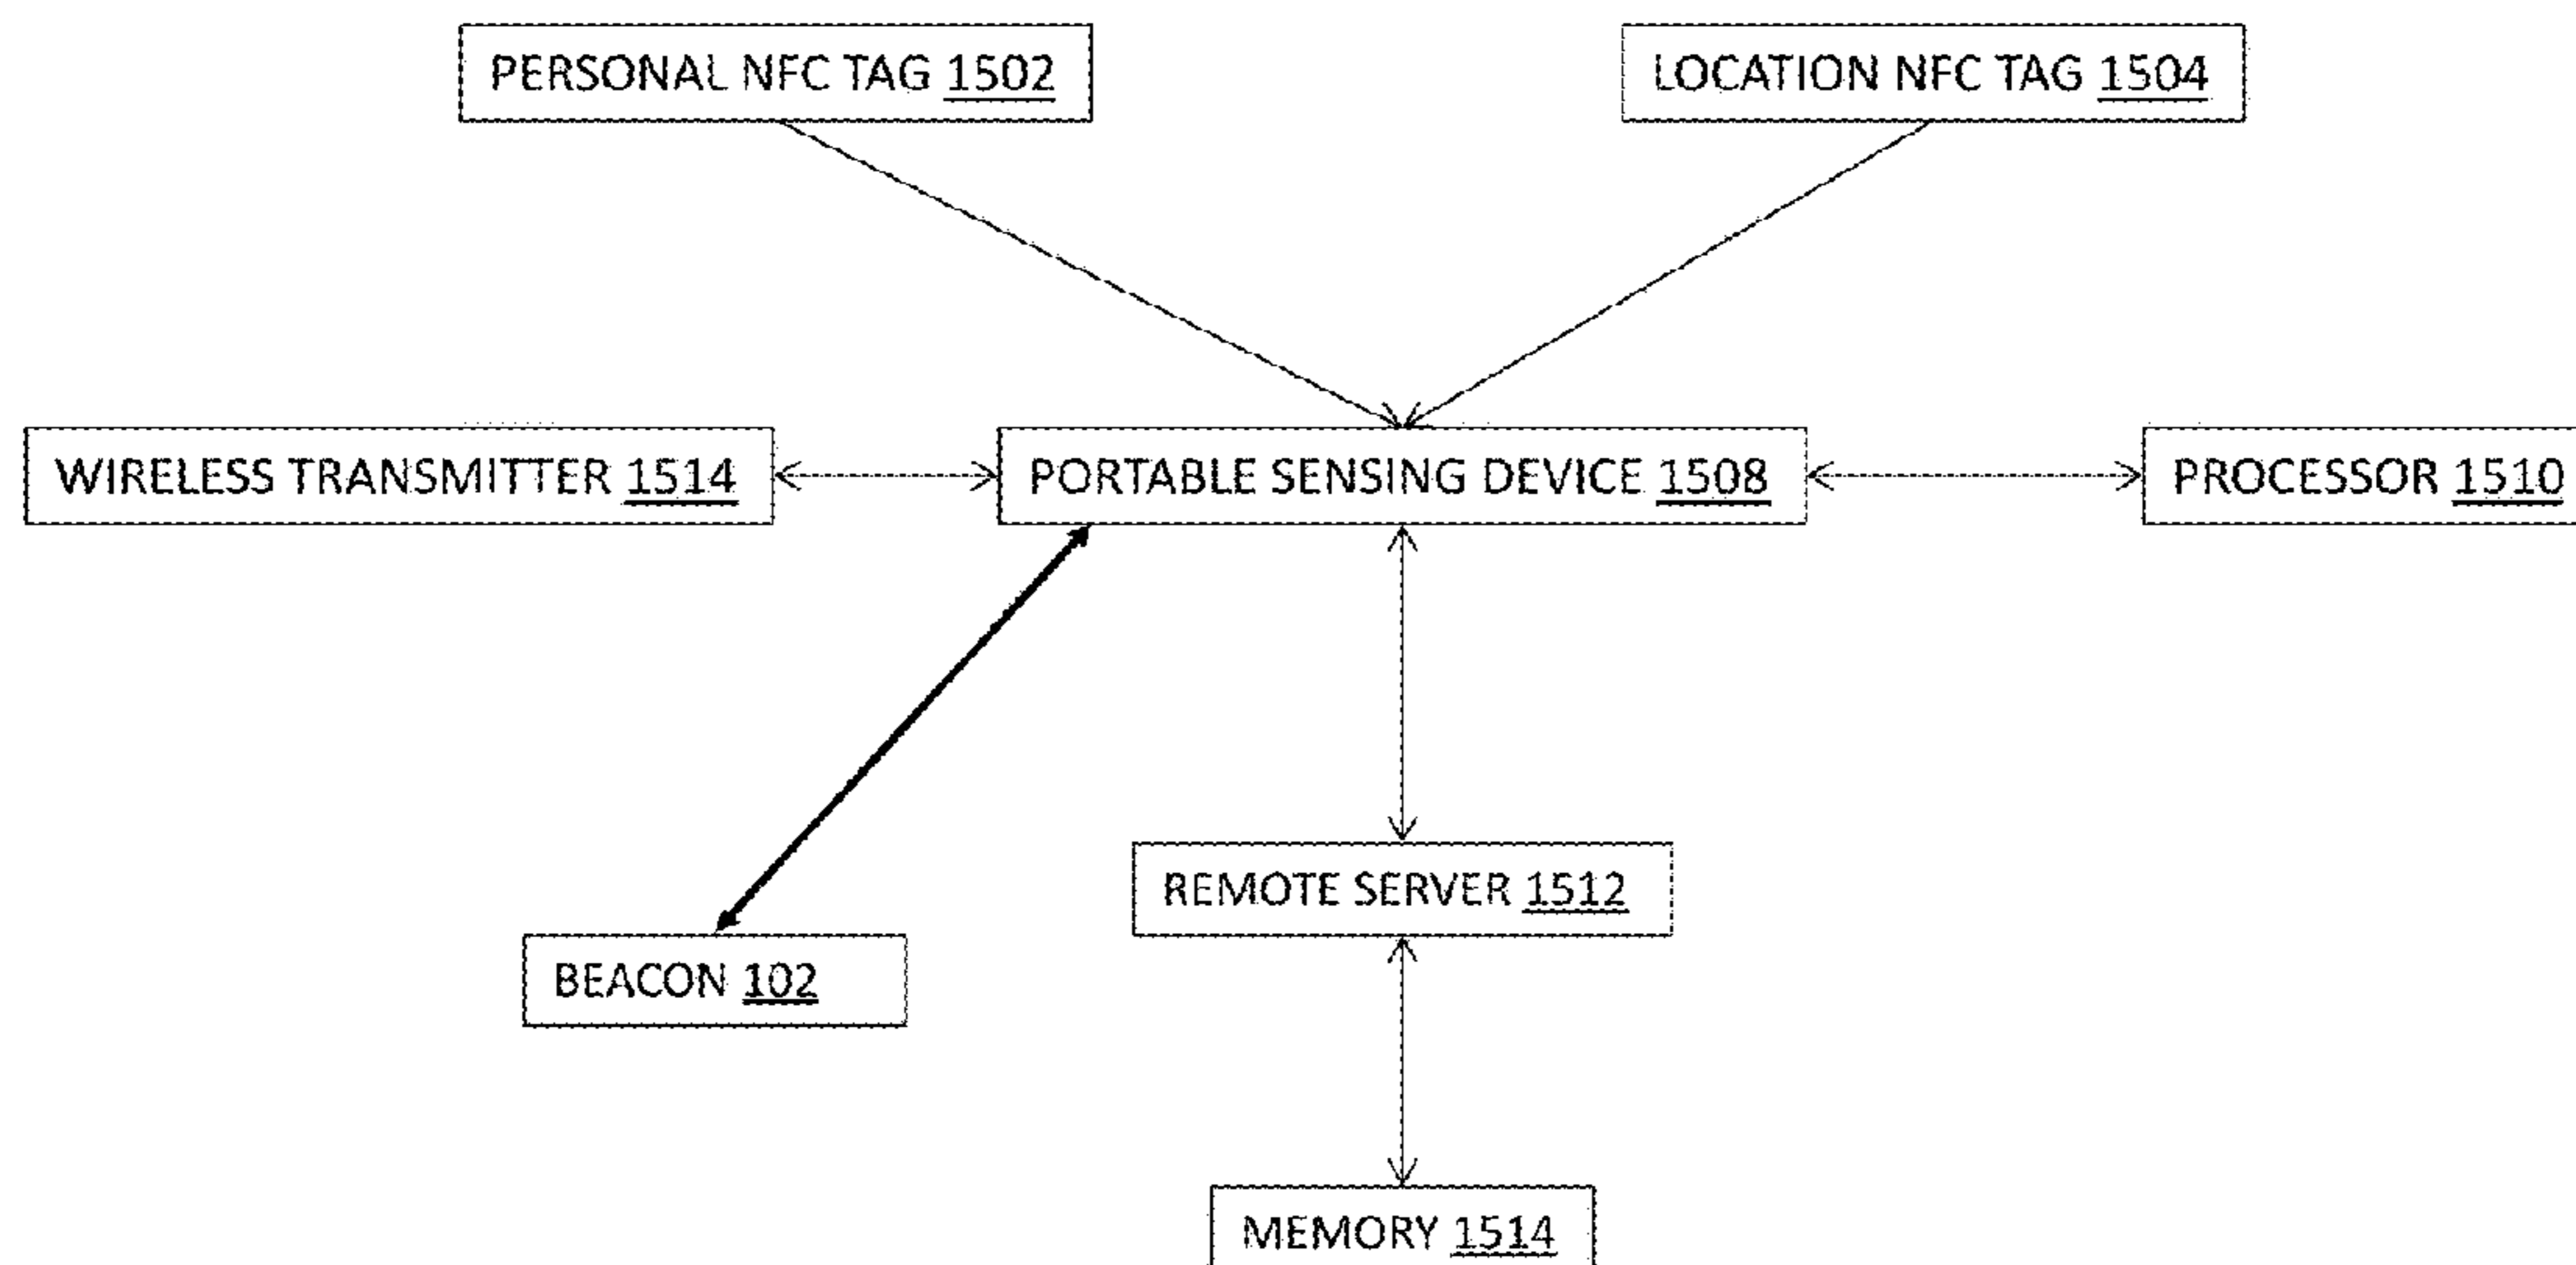 PERSONAL NFC TAG 1502
LOCATION NFC TAG 1504
WIRELESS TRANSMITTER 1514
PORTABLE SENSING DEVICE 1508
PROCESSOR 1510
REMOTE SERVER 1512
BEACON 102
MEMORY 1514